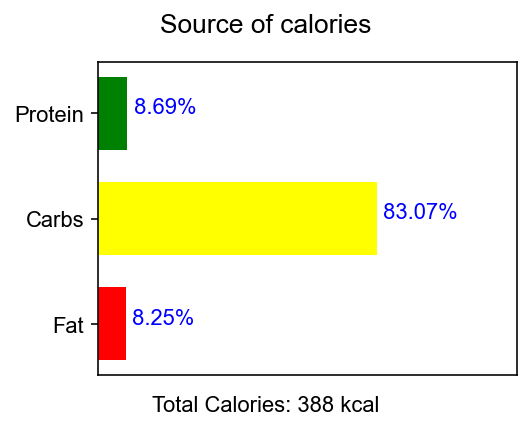 Source of calories
Protein 8.69%
Carbs 83.07%
Fat 8.25%
Total Calories: 388 kcal